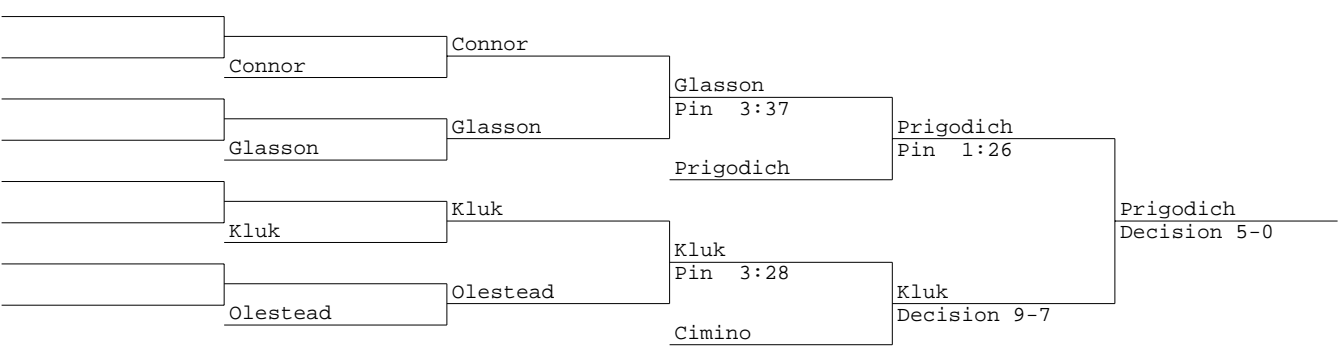 Connor
Connor
Glasson
Pin 3:37
Glasson
Prigodich
Pin 1:26
Glasson
Prigodich
Kluk
Prigodich
Decision 5-0
Kluk
Kluk
Pin 3:28
Olestead
Kluk
Decision 9-7
Olestead
Cimino